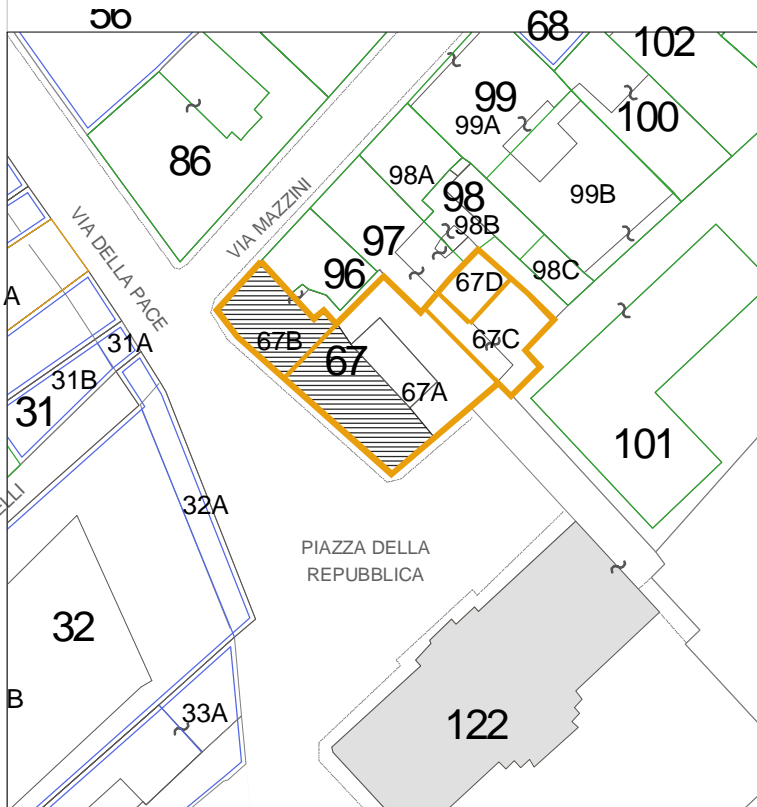 56
68
102
99
99A
100
86
98A
98
99B
98B
VIA MAZZINI
VIA DELLA PACE
97
96
98C
67D
A
67B
67C
31A
67
31B
67A
31
101
ELLI
32A
PIAZZA DELLA
REPUBBLICA
32
B
33A
122